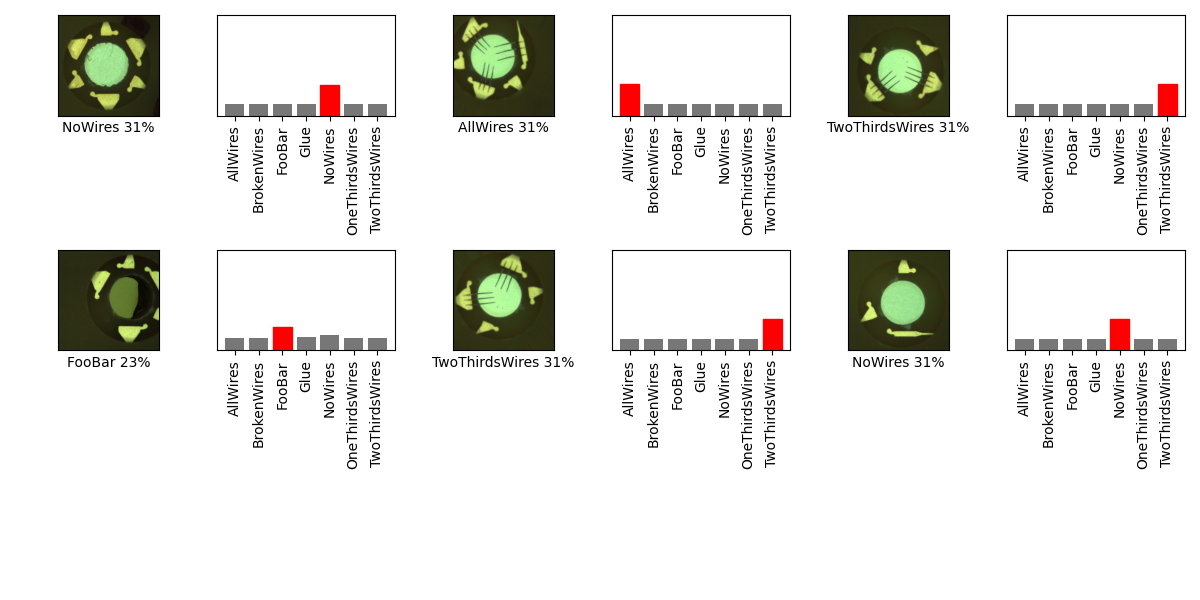 NoWires 31%
AllWires
BrokenWires
FooBar
Glue
NoWires
OneThirdsWires
TwoThirdsWires
AllWires 31%
AllWires
BrokenWires
FooBar
Glue
NoWires
OneThirdsWires
TwoThirdsWires
TwoThirdsWires 31%
AllWires
BrokenWires
FooBar
Glue
NoWires
OneThirdsWires
TwoThirdsWires
FooBar 23%
AllWires
BrokenWires
FooBar
Glue
NoWires
OneThirdsWires
TwoThirdsWires
TwoThirdsWires 31%
AllWires
BrokenWires
FooBar
Glue
NoWires
OneThirdsWires
TwoThirdsWires
NoWires 31%
AllWires
BrokenWires
FooBar
Glue
NoWires
OneThirdsWires
TwoThirdsWires